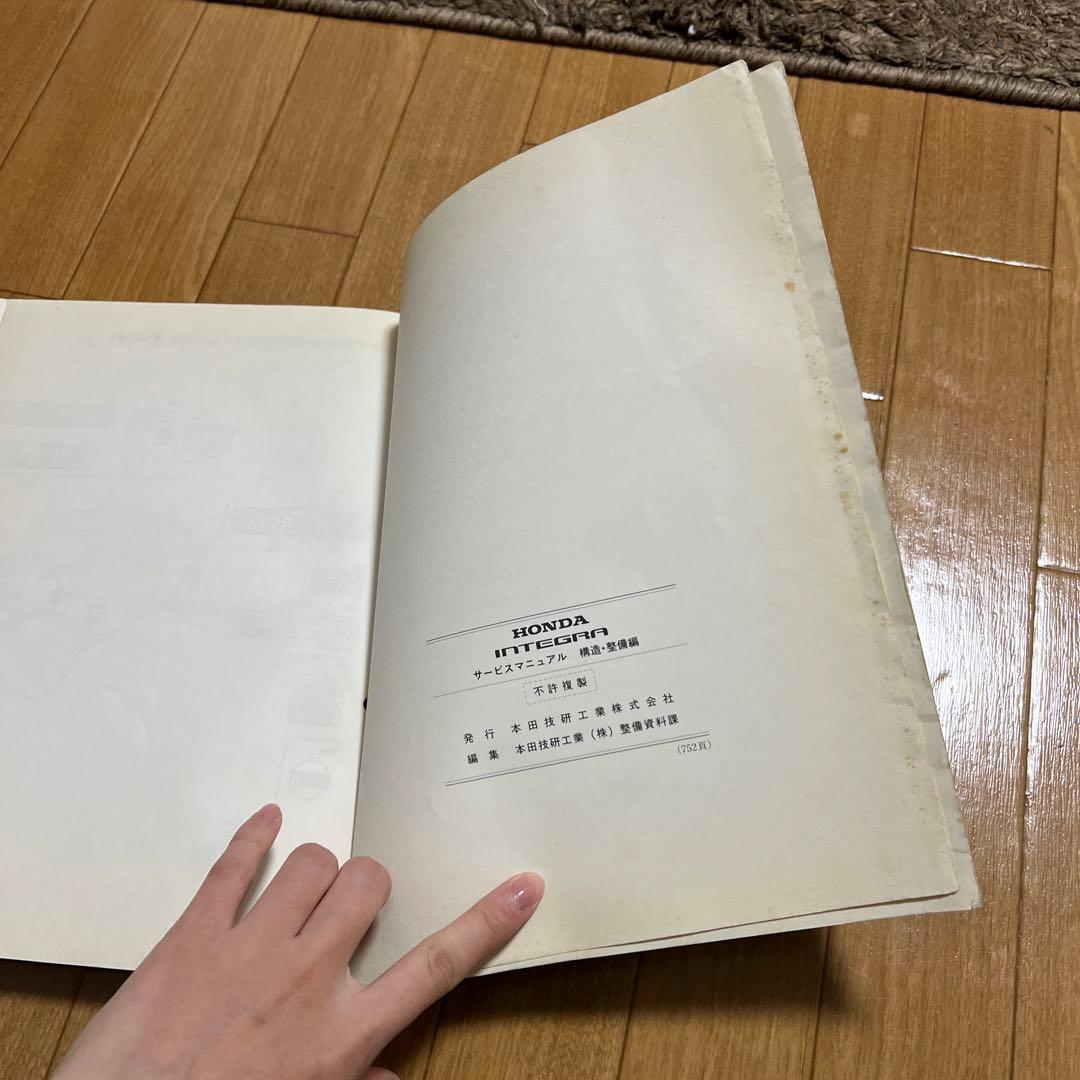 HONDA
INTEGRA
サービスマニュアル 構造・整備編
不許複製
発行 本田技研工業株式会社
編集 本田技研工業（株）整備資料課
(752頁)